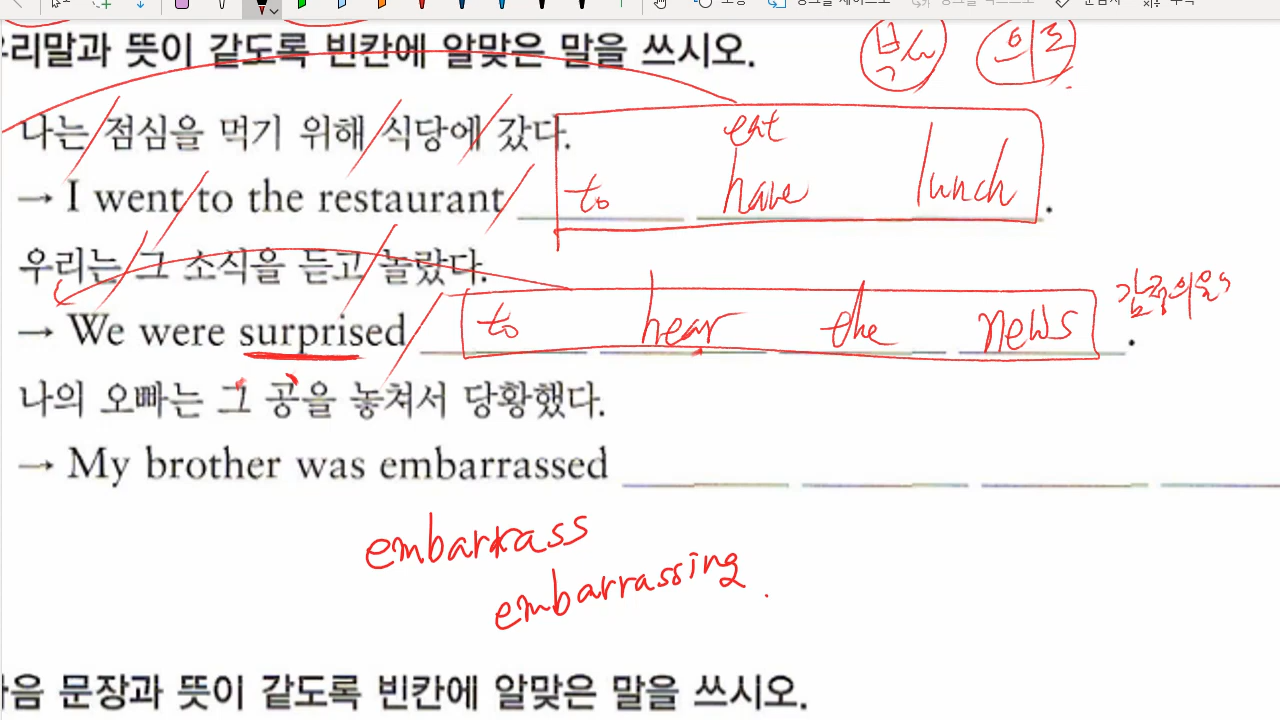 우리말과 뜻이 같도록 빈칸에 알맞은 말을 쓰시오.
의도
나는 점심을 먹기 위해 식당에 갔다.
eat
→ I went to the restaurant to have lunch.
우리는 그 소식을 듣고 놀랐다.
→ We were surprised to hear the news.
나의 오빠는 그 공을 놓쳐서 당황했다.
→ My brother was embarrassed
embarrass
embarrassing.
다음 문장과 뜻이 같도록 빈칸에 알맞은 말을 쓰시오.